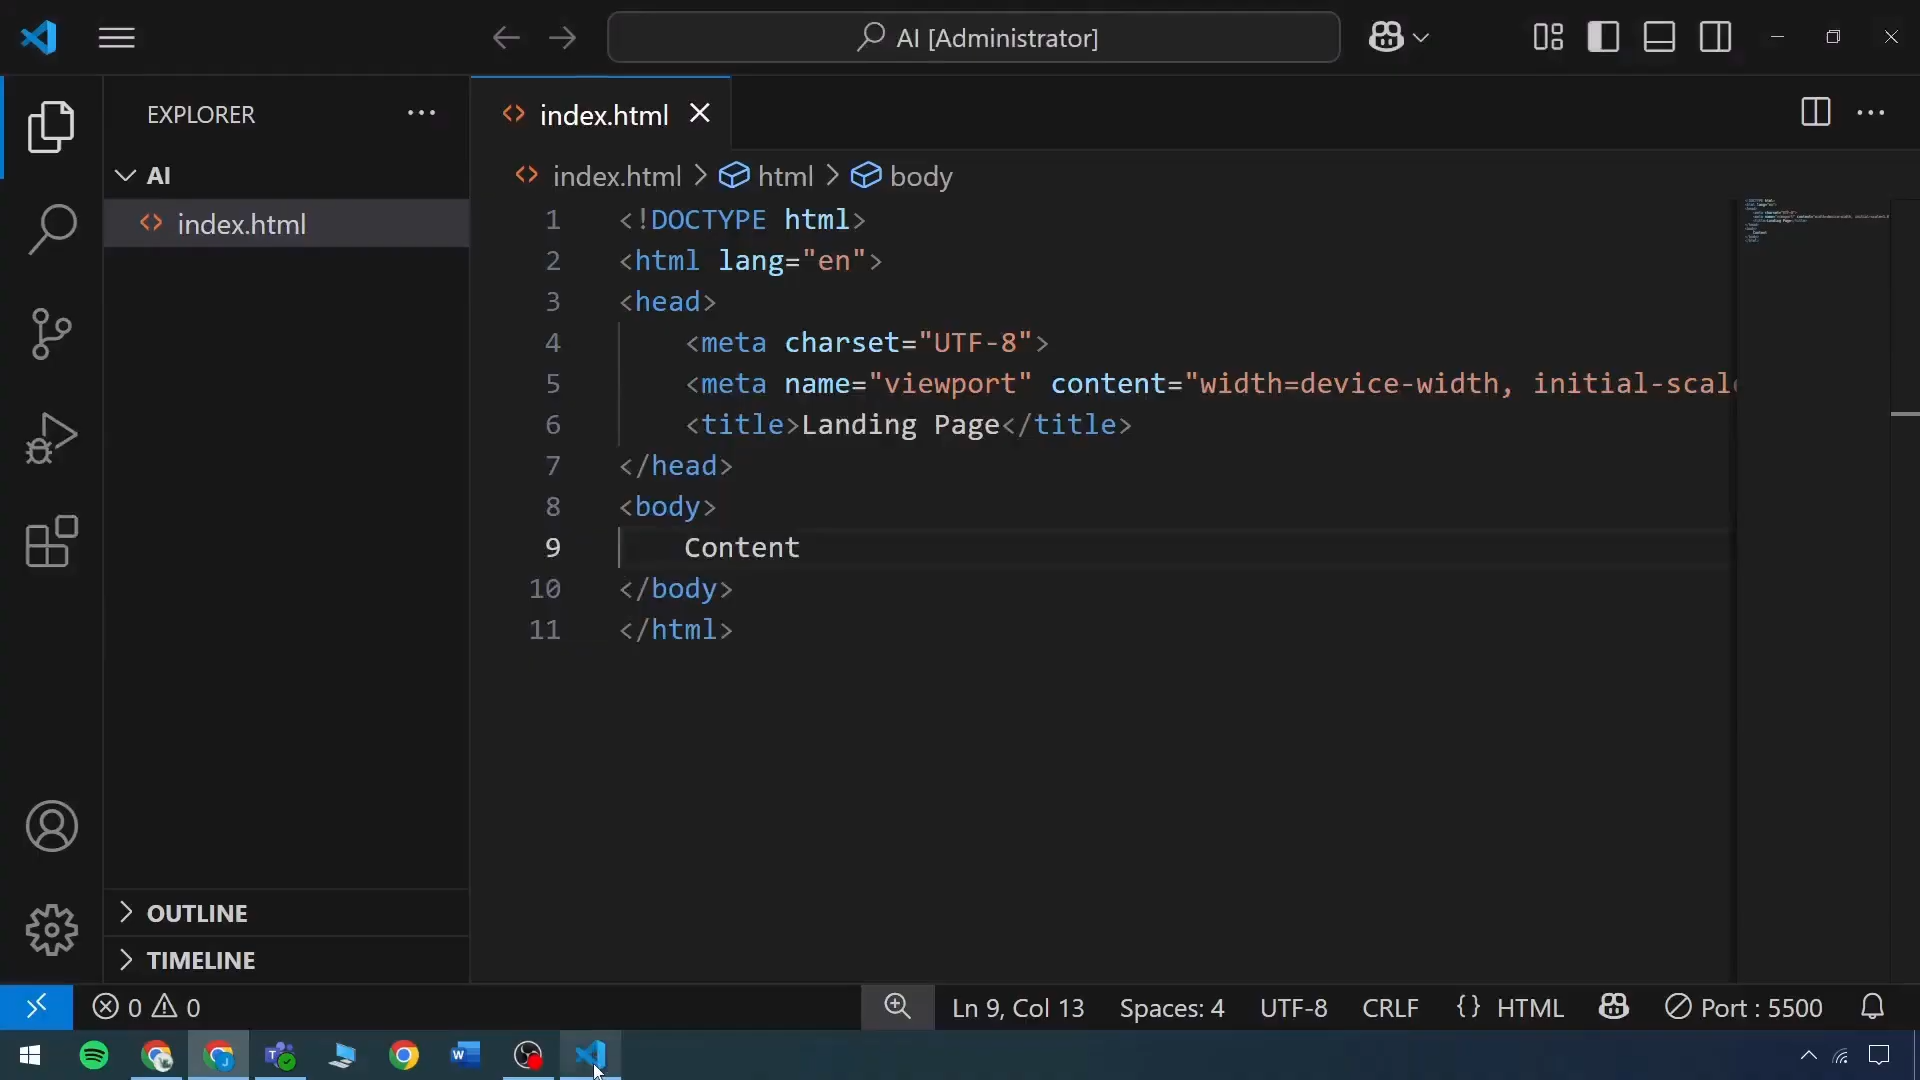 AI [Administrator]
EXPLORER
index.html
index.html > html > body
AI
index.html
1 <!DOCTYPE html>
2 <html lang="en">
3 <head>
4 <meta charset="UTF-8">
5 <meta name="viewport" content="width=device-width, initial-scale
6 <title>Landing Page</title>
7 </head>
8 <body>
9 Content
10 </body>
11 </html>
OUTLINE
TIMELINE
0 0
Ln 9, Col 13 Spaces: 4 UTF-8 CRLF {} HTML Port : 5500